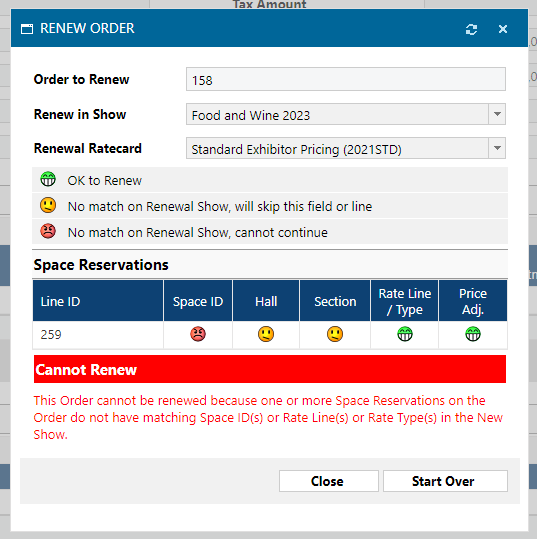 Tax Amount
RENEW ORDER
Order to Renew 158
Renew in Show Food and Wine 2023
Renewal Ratecard Standard Exhibitor Pricing (2021STD)
OK to Renew
No match on Renewal Show, will skip this field or line
No match on Renewal Show, cannot continue
Space Reservations
Line ID Space ID Hall Section Rate Line / Type Price Adj.
259
Cannot Renew
This Order cannot be renewed because one or more Space Reservations on the
Order do not have matching Space ID(s) or Rate Line(s) or Rate Type(s) in the New
Show.
Close Start Over